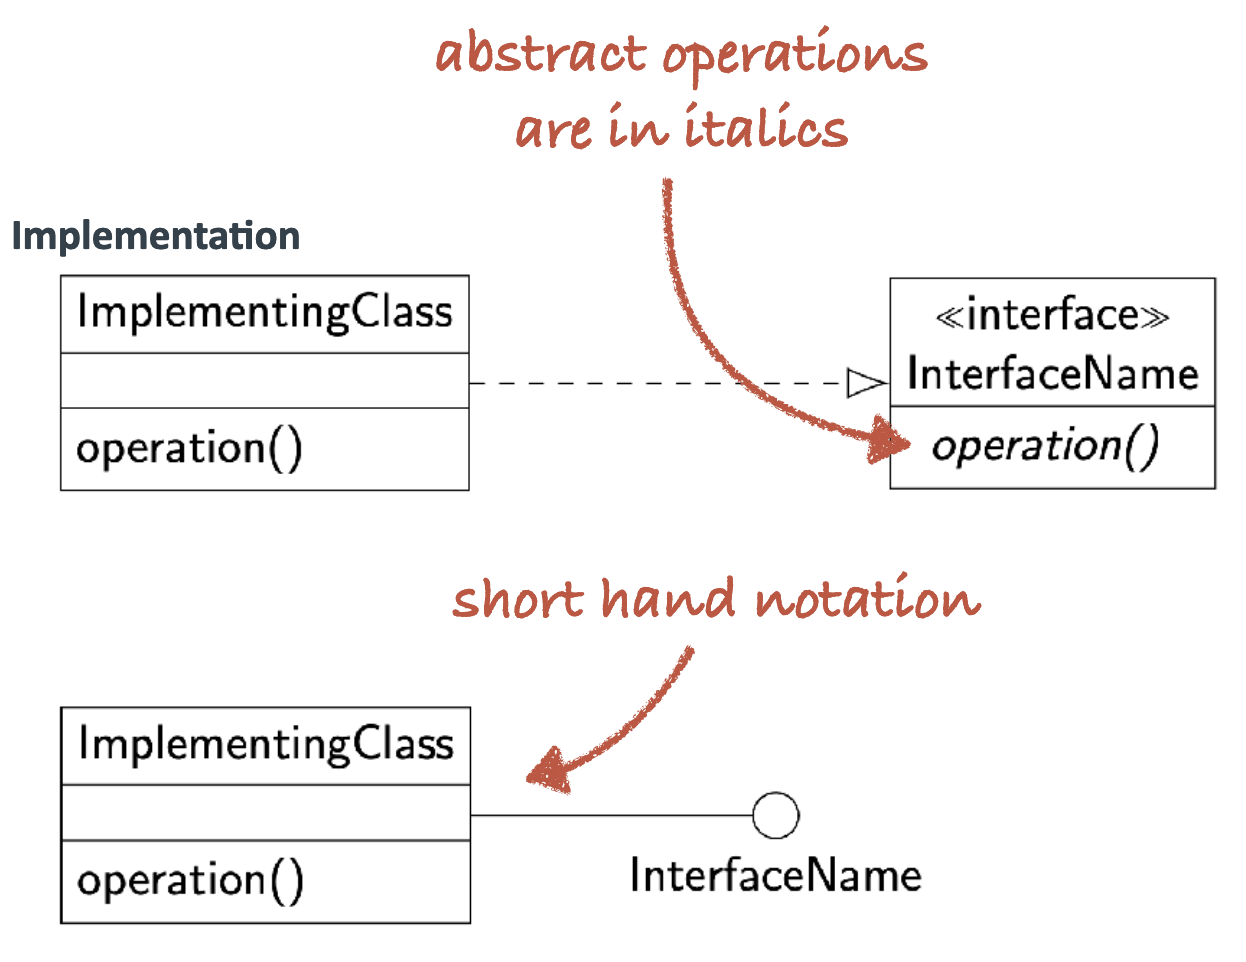 abstract operations
are in italics
Implementation
ImplementingClass
operation()
≪interface≫
InterfaceName
operation()
short hand notation
ImplementingClass
operation()
InterfaceName